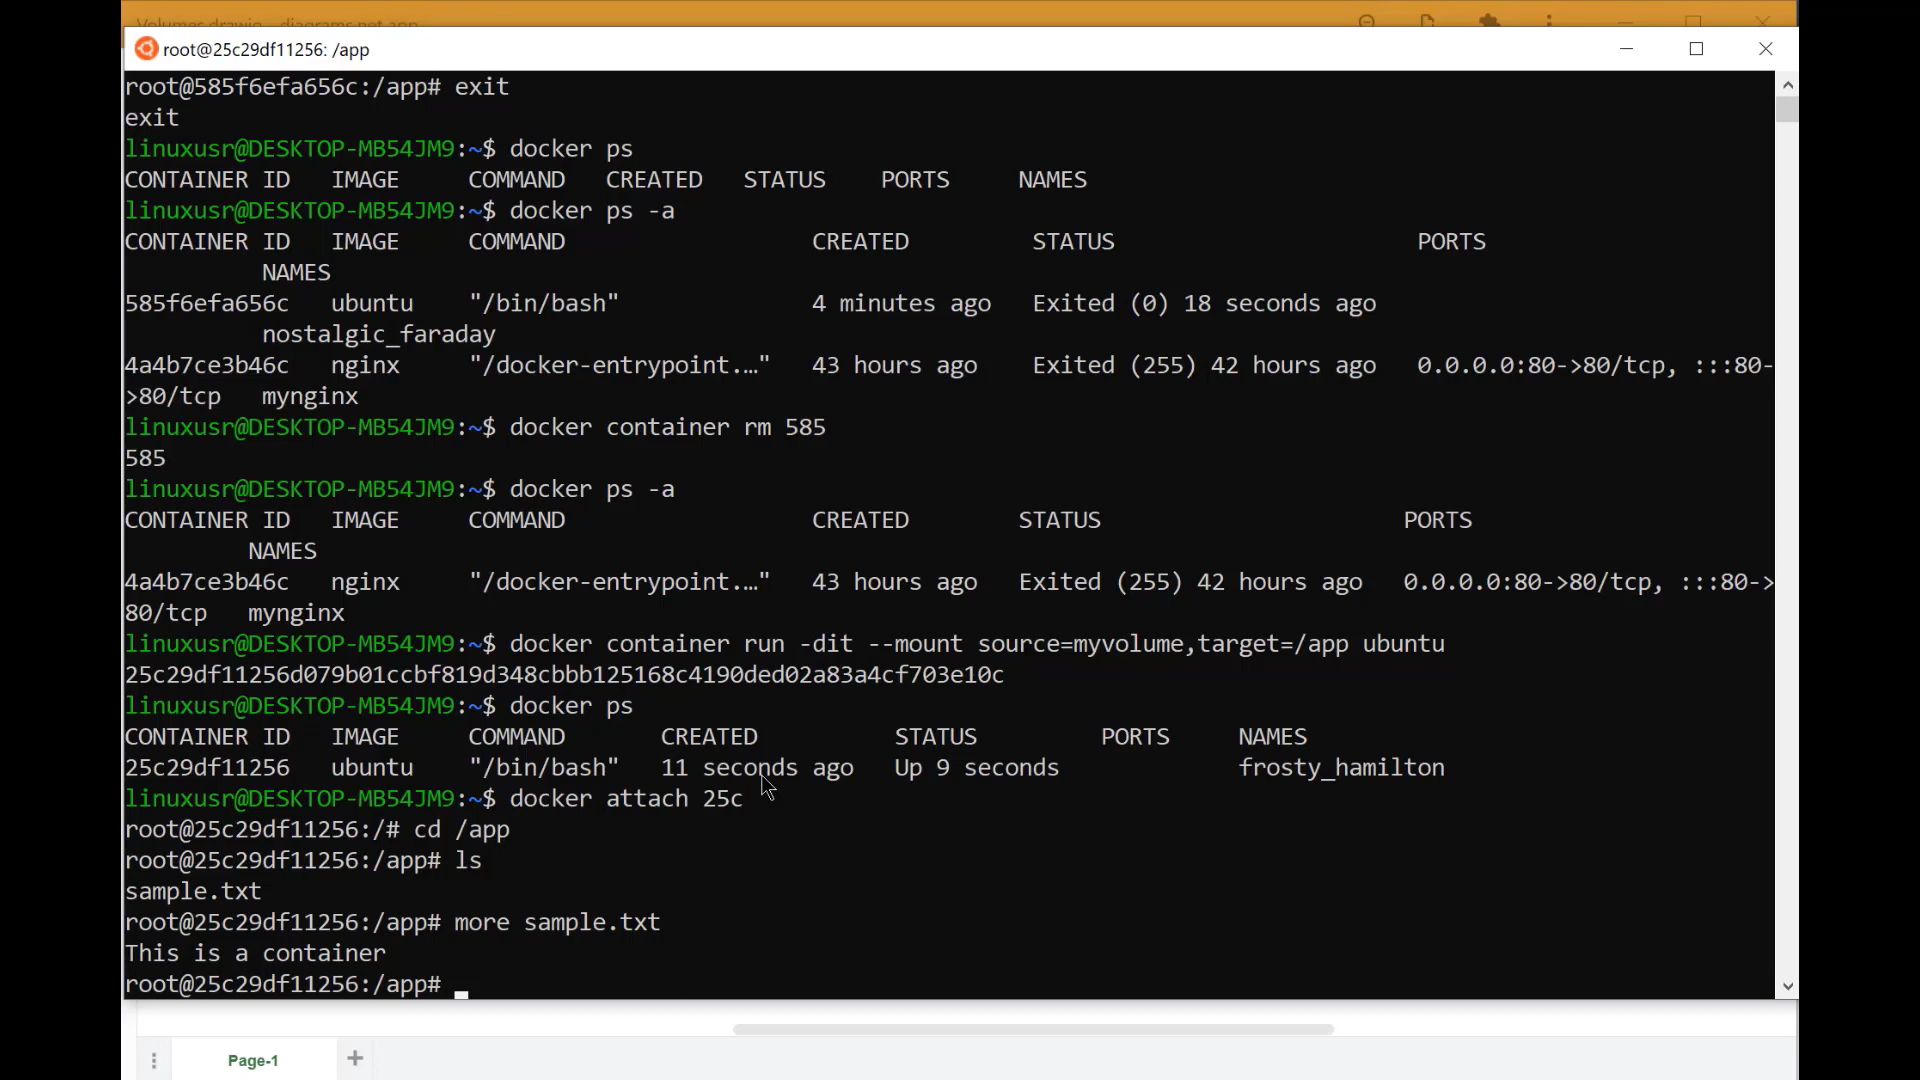 Volumes.drawio - diagrams.net app
root@25c29df11256: /app
root@585f6efa656c:/app# exit
exit
linuxusr@DESKTOP-MB54JM9:~$ docker ps
CONTAINER ID   IMAGE     COMMAND   CREATED   STATUS    PORTS     NAMES
linuxusr@DESKTOP-MB54JM9:~$ docker ps -a
CONTAINER ID   IMAGE     COMMAND                  CREATED         STATUS                      PORTS
          NAMES
585f6efa656c   ubuntu    "/bin/bash"              4 minutes ago   Exited (0) 18 seconds ago
          nostalgic_faraday
4a4b7ce3b46c   nginx     "/docker-entrypoint.…"   43 hours ago    Exited (255) 42 hours ago   0.0.0.0:80->80/tcp, :::80-
>80/tcp   mynginx
linuxusr@DESKTOP-MB54JM9:~$ docker container rm 585
585
linuxusr@DESKTOP-MB54JM9:~$ docker ps -a
CONTAINER ID   IMAGE     COMMAND                  CREATED        STATUS                      PORTS
         NAMES
4a4b7ce3b46c   nginx     "/docker-entrypoint.…"   43 hours ago   Exited (255) 42 hours ago   0.0.0.0:80->80/tcp, :::80->
80/tcp   mynginx
linuxusr@DESKTOP-MB54JM9:~$ docker container run -dit --mount source=myvolume,target=/app ubuntu
25c29df11256d079b01ccbf819d348cbbb125168c4190ded02a83a4cf703e10c
linuxusr@DESKTOP-MB54JM9:~$ docker ps
CONTAINER ID   IMAGE     COMMAND       CREATED          STATUS         PORTS     NAMES
25c29df11256   ubuntu    "/bin/bash"   11 seconds ago   Up 9 seconds             frosty_hamilton
linuxusr@DESKTOP-MB54JM9:~$ docker attach 25c
root@25c29df11256:/# cd /app
root@25c29df11256:/app# ls
sample.txt
root@25c29df11256:/app# more sample.txt
This is a container
root@25c29df11256:/app#
Page-1